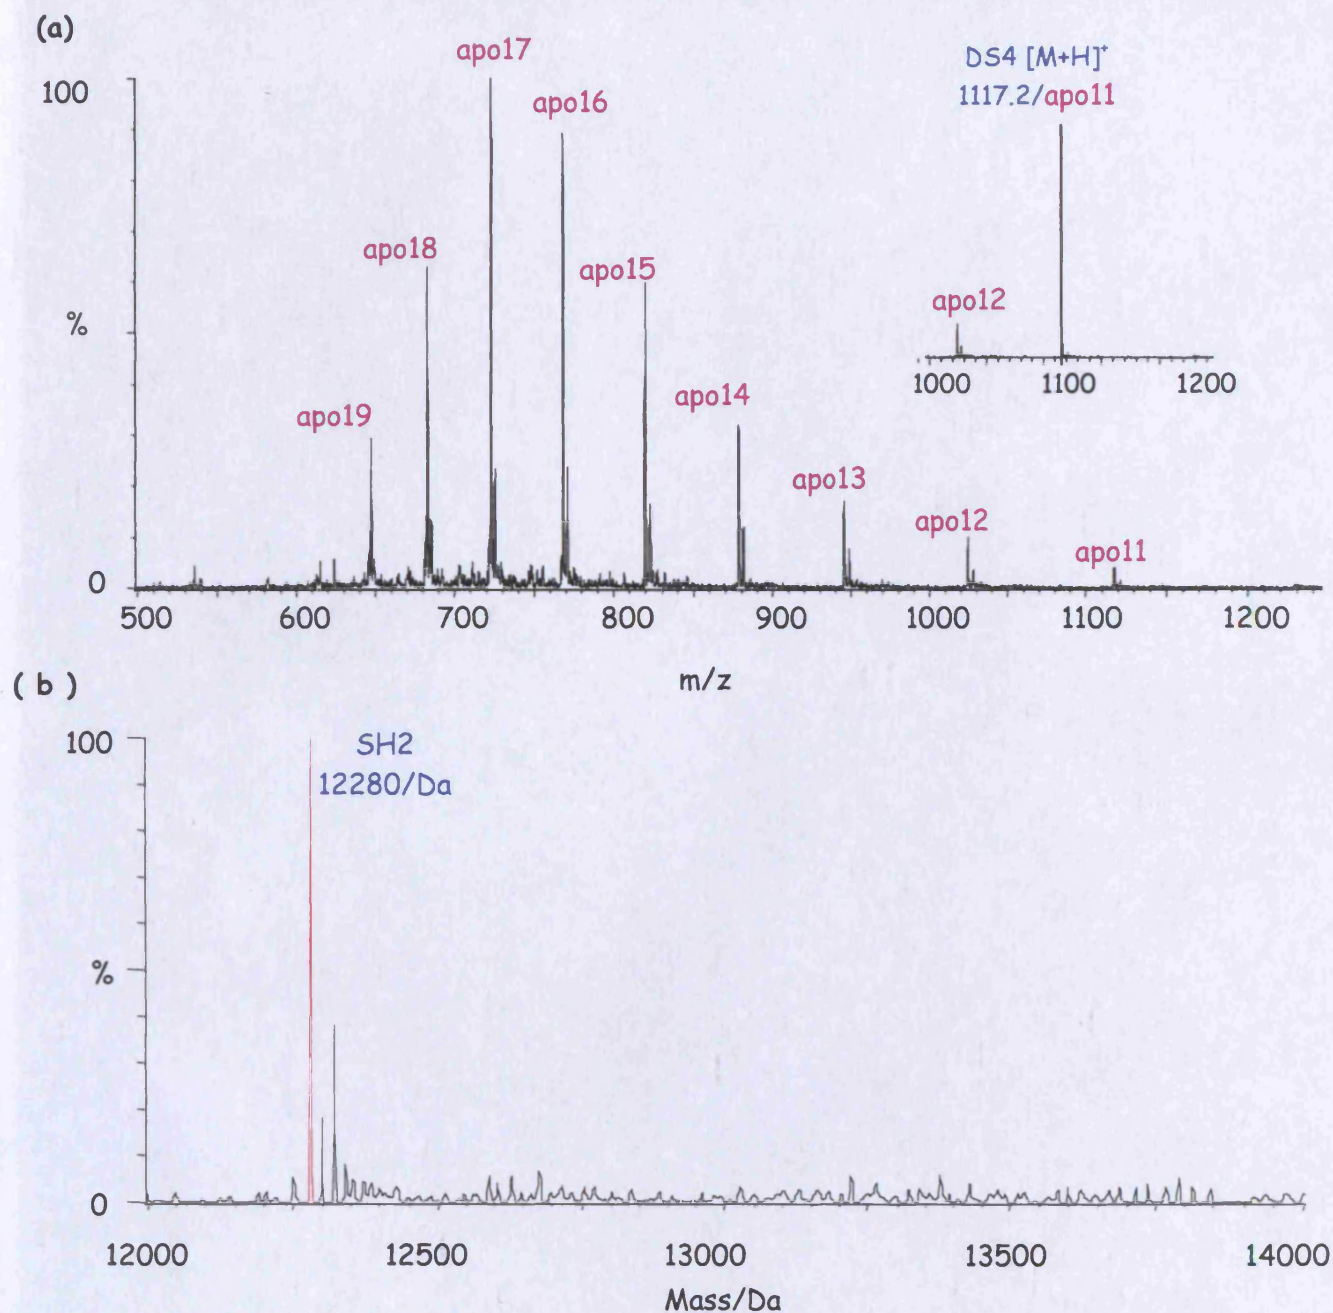 (a)
100
%
0
apo19
apo18
apo17
apo16
apo15
apo14
apo13
apo12
apo11
DS4 [M+H]⁺
1117.2/apo11
apo12
1000 1100 1200
500 600 700 800 900 1000 1100 1200
m/z
( b )
100
%
0
SH2
12280/Da
12000 12500 13000 13500 14000
Mass/Da